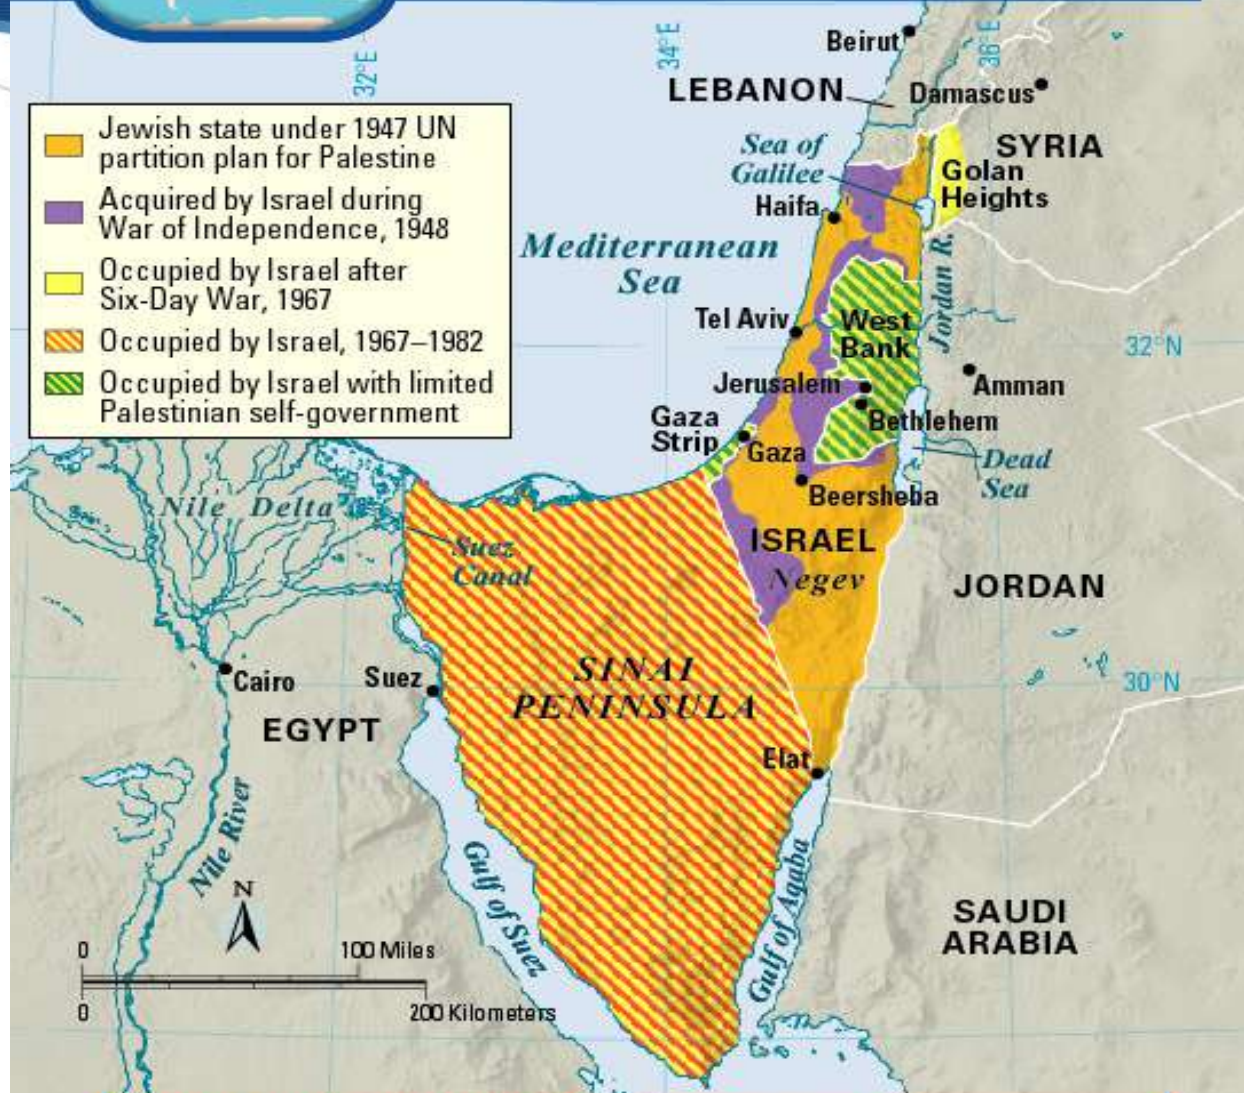 Jewish state under 1947 UN
partition plan for Palestine
Acquired by Israel during
War of Independence, 1948
Occupied by Israel after
Six-Day War, 1967
Occupied by Israel, 1967–1982
Occupied by Israel with limited
Palestinian self-government
32°E
34°E
36°E
Beirut
LEBANON
Damascus
SYRIA
Sea of
Galilee
Golan
Heights
Haifa
Mediterranean
Sea
Jordan R.
Tel Aviv
West
Bank
32°N
Jerusalem
Amman
Gaza
Strip
Bethlehem
Gaza
Dead
Sea
Beersheba
Nile Delta
ISRAEL
Suez
Canal
Negev
JORDAN
SINAI
PENINSULA
Cairo
Suez
30°N
EGYPT
Elat
Nile River
Gulf of Suez
Gulf of Aqaba
SAUDI
ARABIA
N
0
100 Miles
0
200 Kilometers